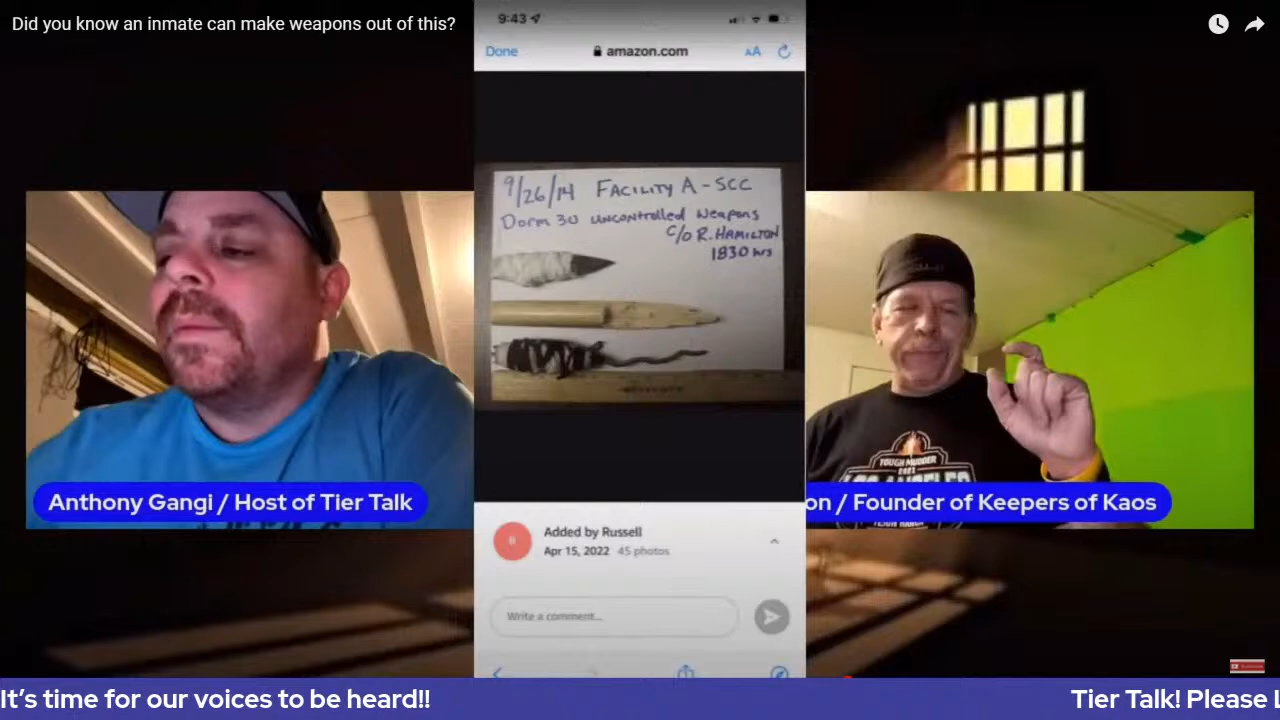 Did you know an inmate can make weapons out of this?
9:43
Done
amazon.com
AA
9/26/14 FACILITY A-SCC
Dorm 30 uncontrolled weapons
C/O R. HAMILTON
1830 HRS
TOUGH MUDDER
2021
LOS ANGELES
Anthony Gangi / Host of Tier Talk
on / Founder of Keepers of Kaos
Added by Russell
Apr 15, 2022 45 photos
Write a comment...
It's time for our voices to be heard!!
Tier Talk! Please L